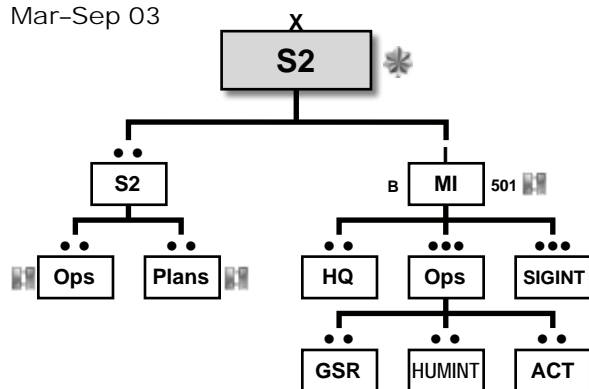 Mar–Sep 03
X
S2
S2
B MI 501
Ops Plans HQ Ops SIGINT
GSR HUMINT ACT